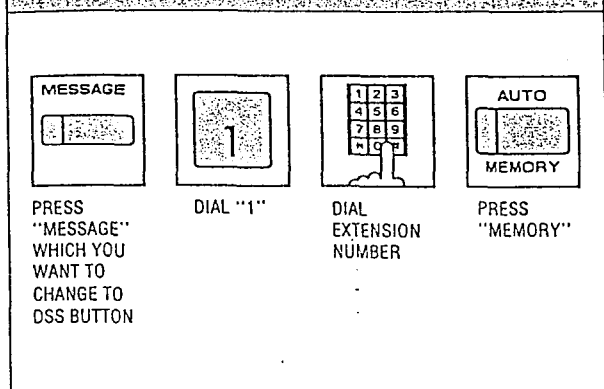 MESSAGE
1
1 2 3
4 5 6
7 8 9
0
AUTO
MEMORY
PRESS
"MESSAGE"
WHICH YOU
WANT TO
CHANGE TO
DSS BUTTON
DIAL "1"
DIAL
EXTENSION
NUMBER
PRESS
"MEMORY"